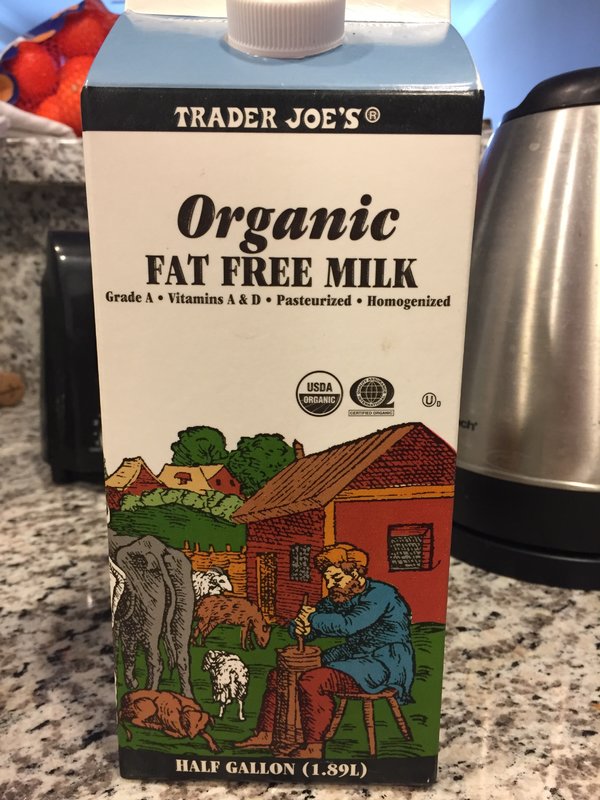 TRADER JOE'S®
Organic
FAT FREE MILK
Grade A • Vitamins A & D • Pasteurized • Homogenized
USDA
ORGANIC
CERTIFIED ORGANIC
U D
HALF GALLON (1.89L)